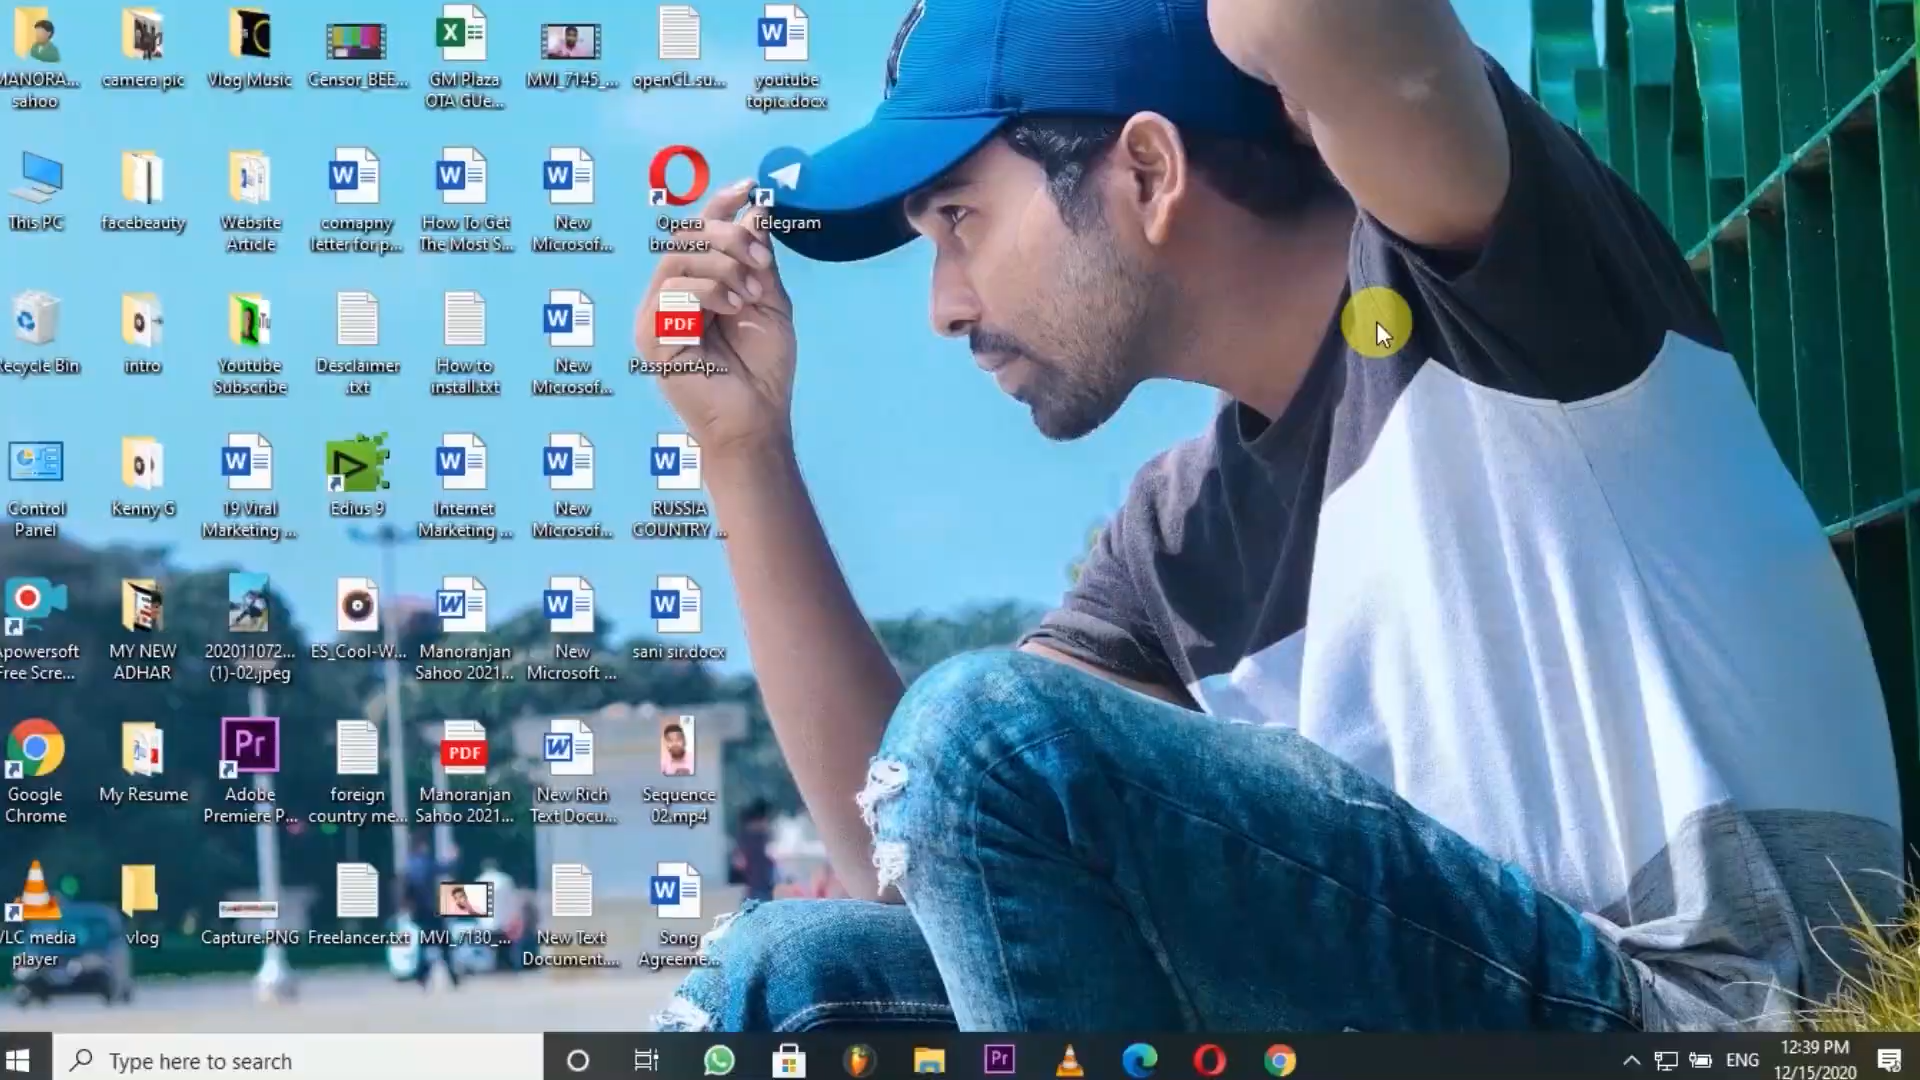 MANORA...
sahoo
camera pic
Vlog Music
Censor_BEE...
GM Plaza
OTA GUe...
MVI_7145_...
openGL.su...
youtube
topic.docx
This PC
facebeauty
Website
Article
comapny
letter for p...
How To Get
The Most S...
New
Microsof...
Opera
browser
Telegram
Recycle Bin
intro
Youtube
Subscribe
Desclaimer
.txt
How to
install.txt
New
Microsof...
PDF
PassportAp...
Control
Panel
Kenny G
19 Viral
Marketing ...
Edius 9
Internet
Marketing ...
New
Microsof...
RUSSIA
COUNTRY ...
Apowersoft
Free Scre...
MY NEW
ADHAR
202011072...
(1)-02.jpeg
ES_Cool-W...
Manoranjan
Sahoo 2021...
New
Microsoft ...
sani sir.docx
Google
Chrome
My Resume
Pr
Adobe
Premiere P...
foreign
country me...
PDF
Manoranjan
Sahoo 2021...
New Rich
Text Docu...
Sequence
02.mp4
VLC media
player
vlog
Capture.PNG
Freelancer.txt
MVI_7130_...
New Text
Document....
Song
Agreeme...
Type here to search
Pr
ENG
12:39 PM
12/15/2020